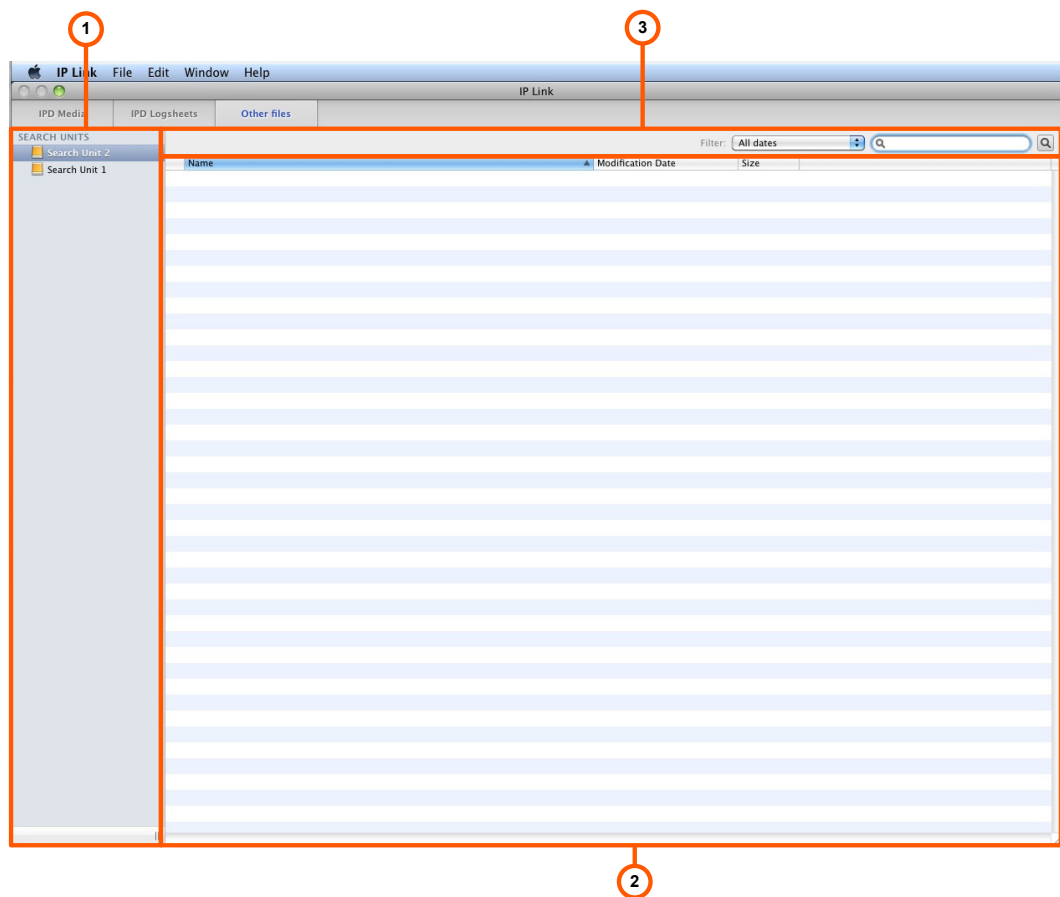 1
3
IP Link File Edit Window Help
IP Link
IPD Media IPD Logsheets Other files
SEARCH UNITS
Filter: All dates
Search Unit 2
Name Modification Date Size
Search Unit 1
2